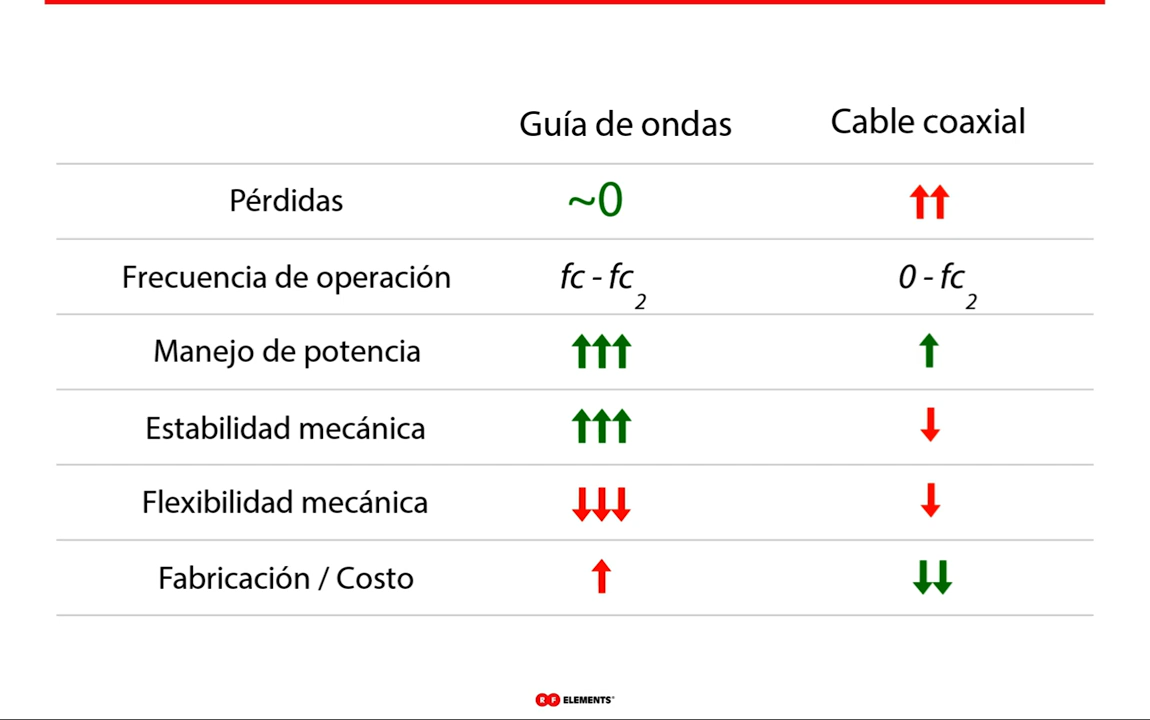 Guía de ondas Cable coaxial
Pérdidas ~0 ↑↑
Frecuencia de operación fc - fc2 0 - fc2
Manejo de potencia ↑↑↑ ↑
Estabilidad mecánica ↑↑↑ ↓
Flexibilidad mecánica ↓↓↓ ↓
Fabricación / Costo ↑ ↓↓
RF ELEMENTS